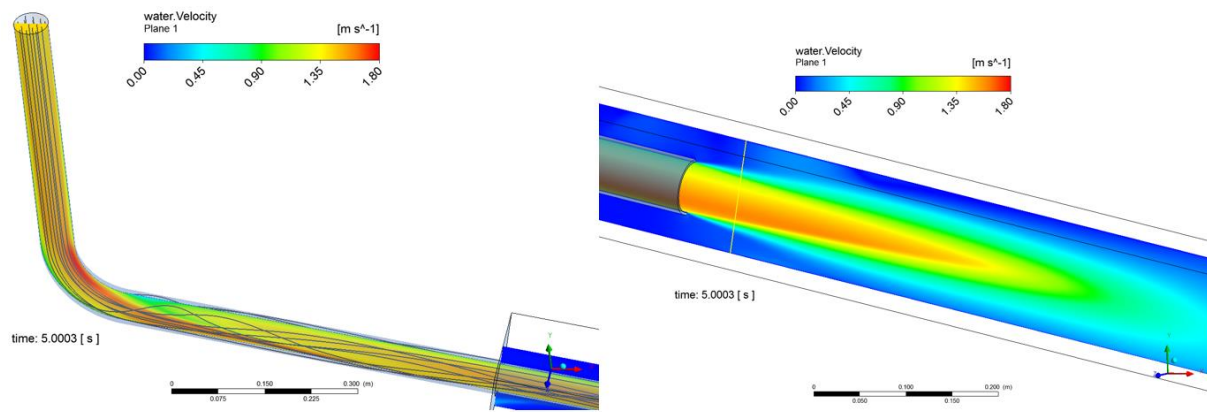 water.Velocity
Plane 1
[m s^-1]
0.00
0.45
0.90
1.35
1.80
time: 5.0003 [ s ]
Y
0
0.150
0.300
(m)
0.075
0.225
water.Velocity
Plane 1
[m s^-1]
0.00
0.45
0.90
1.35
1.80
time: 5.0003 [ s ]
Y
Z
0
0.100
0.200
(m)
0.050
0.150